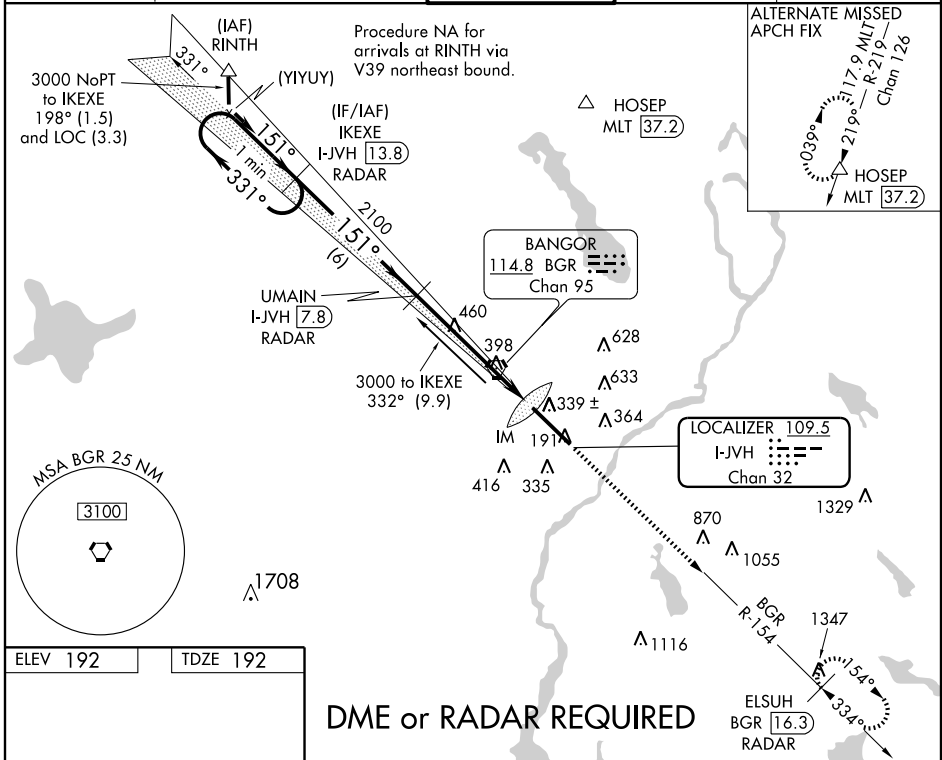 (IAF)
RINTH
Procedure NA for
arrivals at RINTH via
V39 northeast bound.
331°
3000 NoPT
to IKEXE
198° (1.5)
and LOC (3.3)
(YIYUY)
(IF/IAF)
IKEXE
I-JVH 13.8
RADAR
151°
1 min
331°
HOSEP
MLT 37.2
ALTERNATE MISSED
APCH FIX
117.9 MLT
R-219
Chan 126
039°
219°
HOSEP
MLT 37.2
2100
151°
(6)
BANGOR
114.8 BGR
Chan 95
UMAIN
I-JVH 7.8
RADAR
460
398
628
633
3000 to IKEXE
332° (9.9)
339 ±
364
IM
191
LOCALIZER 109.5
I-JVH
Chan 32
416
335
1329
MSA BGR 25 NM
3100
870
1055
1708
BGR
R-154
1116
1347
154°
334°
ELSUH
BGR 16.3
RADAR
ELEV 192
TDZE 192
DME or RADAR REQUIRED